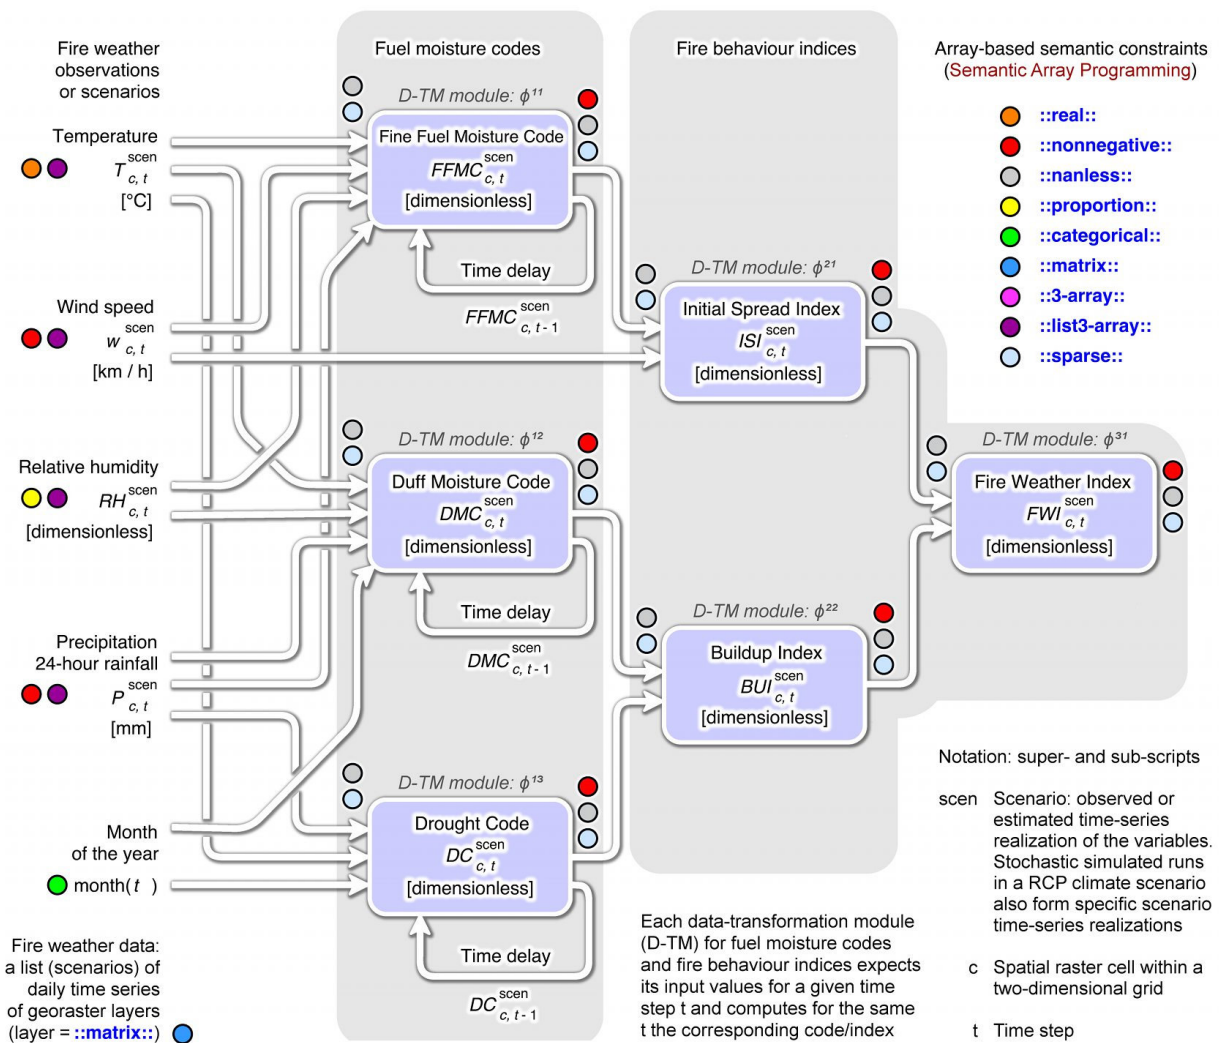 Fire weather
observations
or scenarios
Temperature
T scen c, t
[°C]
Wind speed
w scen c, t
[km / h]
Relative humidity
RH scen c, t
[dimensionless]
Precipitation
24-hour rainfall
P scen c, t
[mm]
Month
of the year
month( t )
Fire weather data:
a list (scenarios) of
daily time series
of georaster layers
(layer = ::matrix::)
Fuel moisture codes
D-TM module: ϕ¹¹
Fine Fuel Moisture Code
FFMC scen c, t
[dimensionless]
Time delay
FFMC scen c, t - 1
D-TM module: ϕ¹²
Duff Moisture Code
DMC scen c, t
[dimensionless]
Time delay
DMC scen c, t - 1
D-TM module: ϕ¹³
Drought Code
DC scen c, t
[dimensionless]
Time delay
DC scen c, t - 1
Fire behaviour indices
D-TM module: ϕ²¹
Initial Spread Index
ISI scen c, t
[dimensionless]
D-TM module: ϕ²²
Buildup Index
BUI scen c, t
[dimensionless]
D-TM module: ϕ³¹
Fire Weather Index
FWI scen c, t
[dimensionless]
Each data-transformation module
(D-TM) for fuel moisture codes
and fire behaviour indices expects
its input values for a given time
step t and computes for the same
t the corresponding code/index
Array-based semantic constraints
(Semantic Array Programming)
::real::
::nonnegative::
::nanless::
::proportion::
::categorical::
::matrix::
::3-array::
::list3-array::
::sparse::
Notation: super- and sub-scripts
scen Scenario: observed or
estimated time-series
realization of the variables.
Stochastic simulated runs
in a RCP climate scenario
also form specific scenario
time-series realizations
c Spatial raster cell within a
two-dimensional grid
t Time step